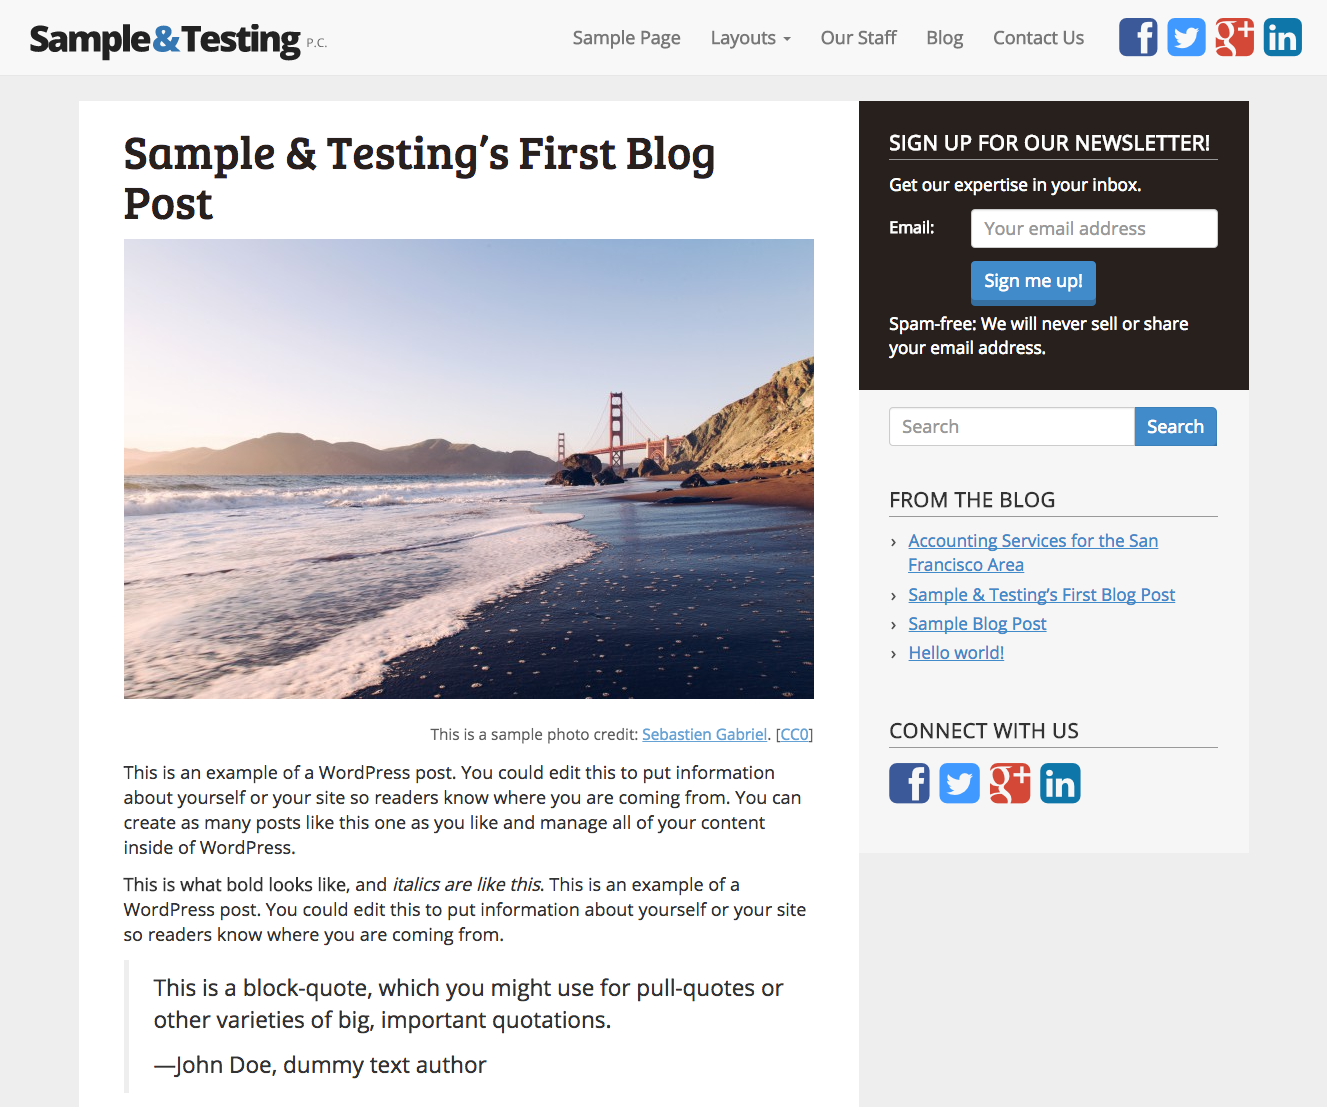 Sample&Testing P.C.
Sample Page
Layouts
Our Staff
Blog
Contact Us
Sample & Testing’s First Blog
Post
This is a sample photo credit: Sebastien Gabriel. [CC0]
This is an example of a WordPress post. You could edit this to put information
about yourself or your site so readers know where you are coming from. You can
create as many posts like this one as you like and manage all of your content
inside of WordPress.
This is what bold looks like, and italics are like this. This is an example of a
WordPress post. You could edit this to put information about yourself or your site
so readers know where you are coming from.
This is a block-quote, which you might use for pull-quotes or
other varieties of big, important quotations.
—John Doe, dummy text author
SIGN UP FOR OUR NEWSLETTER!
Get our expertise in your inbox.
Email:
Your email address
Sign me up!
Spam-free: We will never sell or share
your email address.
Search
Search
FROM THE BLOG
Accounting Services for the San
Francisco Area
Sample & Testing’s First Blog Post
Sample Blog Post
Hello world!
CONNECT WITH US